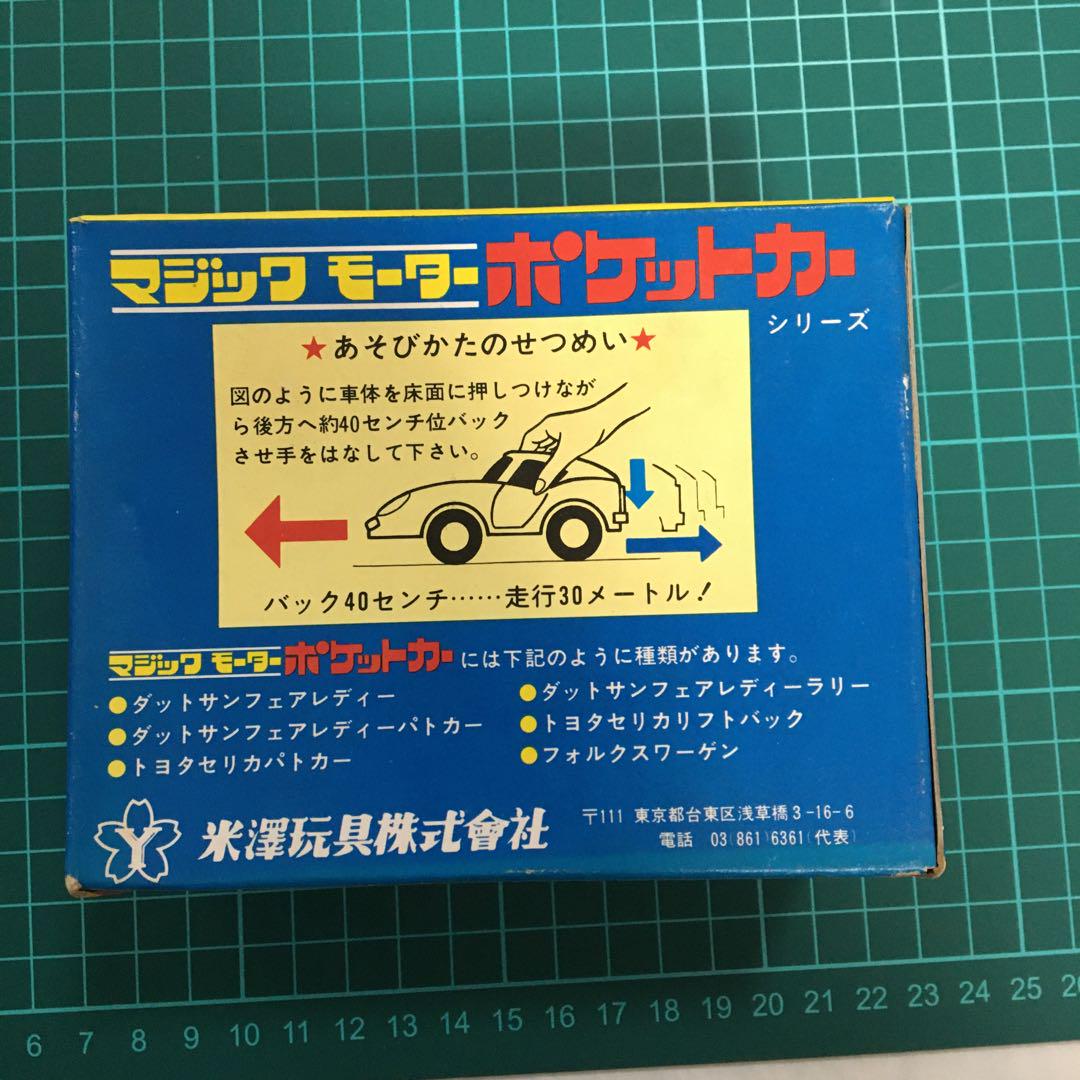 マジック モーター ポケットカー
シリーズ
★あそびかたのせつめい★
図のように車体を床面に押しつけなが
ら後方へ約40センチ位バック
させ手をはなして下さい。
バック40センチ……走行30メートル!
マジック モーター ポケットカー には下記のように種類があります。
●ダットサンフェアレディー
●ダットサンフェアレディーラリー
●ダットサンフェアレディーパトカー
●トヨタセリカリフトバック
●トヨタセリカパトカー
●フォルクスワーゲン
Y 米澤玩具株式會社
〒111 東京都台東区浅草橋3-16-6
電話 03(861)6361(代表)
6 7 8 9 10 11 12 13 14 15 16 17 18 19 20 21 22 23 24 25 26